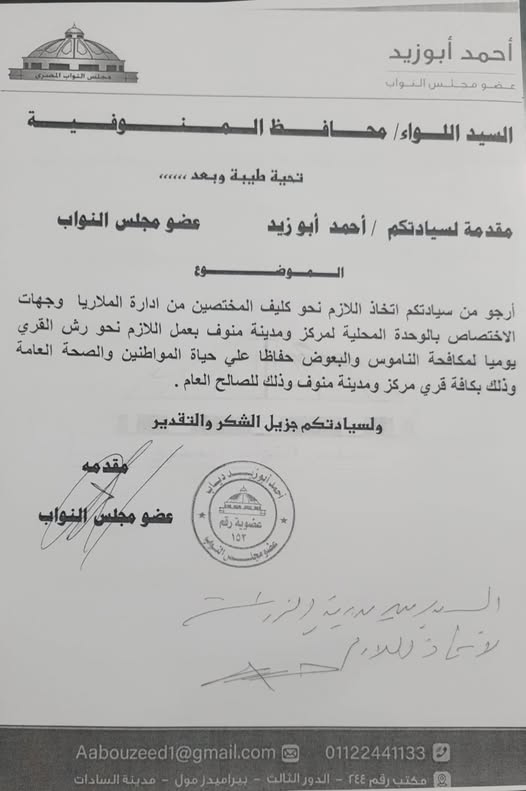 أحمد أبوزيد
عضو مجلس النواب
مجلس النواب المصرى
السيد اللواء/ محافظ المنوفية
تحية طيبة وبعد ،،،،،،
مقدمة لسيادتكم / أحمد أبو زيد عضو مجلس النواب
الموضوع
أرجو من سيادتكم اتخاذ اللازم نحو كليف المختصين من ادارة الملاريا وجهات
الاختصاص بالوحدة المحلية لمركز ومدينة منوف بعمل اللازم نحو رش القري
يوميا لمكافحة الناموس والبعوض حفاظا علي حياة المواطنين والصحة العامة
وذلك بكافة قري مركز ومدينة منوف وذلك للصالح العام .
ولسيادتكم جزيل الشكر والتقدير
مقدمه
عضو مجلس النواب
أحمد أبوزيد دياب
عضوية رقم
١٥٢
عضو مجلس النواب
السيد مدير مديرية
لاتخاذ اللازم
Aabouzeed1@gmail.com 01122441133
مكتب رقم ٢٤٤ - الدور الثالث - بيراميدز مول - مدينة السادات